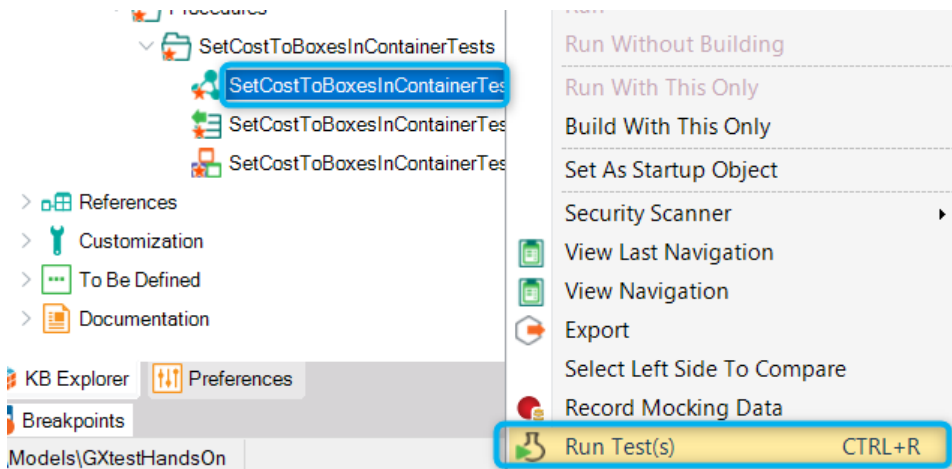 Procedures
SetCostToBoxesInContainerTests
SetCostToBoxesInContainerTes
SetCostToBoxesInContainerTes
SetCostToBoxesInContainerTes
References
Customization
To Be Defined
Documentation
KB Explorer
Preferences
Breakpoints
\Models\GXtestHandsOn
Run
Run Without Building
Run With This Only
Build With This Only
Set As Startup Object
Security Scanner
View Last Navigation
View Navigation
Export
Select Left Side To Compare
Record Mocking Data
Run Test(s) CTRL+R